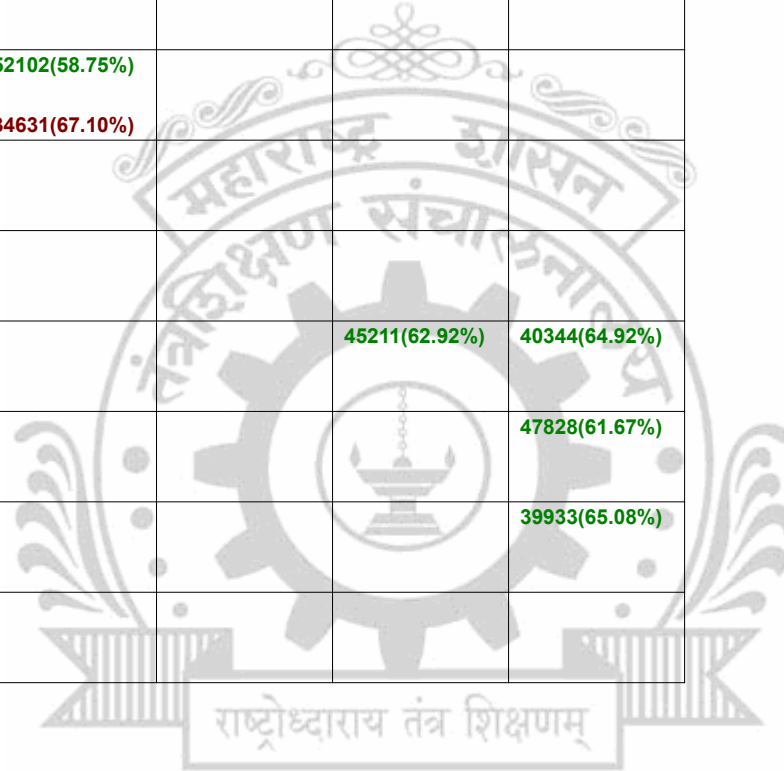 52102(58.75%)
34631(67.10%)
महाराष्ट्र शासन
तंत्रशिक्षण संचालनालय
45211(62.92%) 40344(64.92%)
47828(61.67%)
39933(65.08%)
राष्ट्रोध्दाराय तंत्र शिक्षणम्